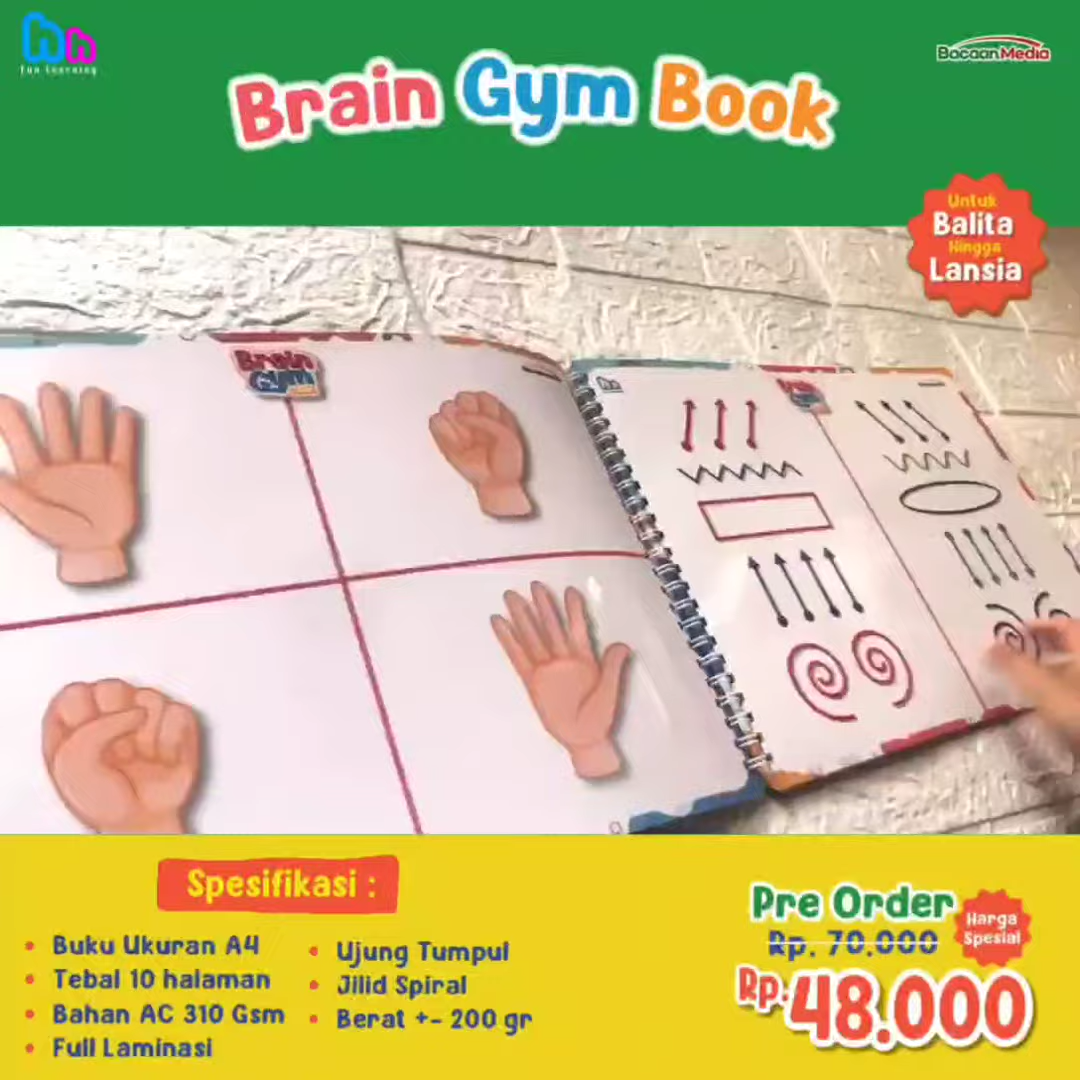 fun learning
BacaanMedia
Brain Gym Book
Untuk
Balita
Hingga
Lansia
Brain
Gym
Brain
Gym
Spesifikasi :
• Buku Ukuran A4
• Tebal 10 halaman
• Bahan AC 310 Gsm
• Full Laminasi
• Ujung Tumpul
• Jilid Spiral
• Berat +- 200 gr
Pre Order
Harga
Spesial
Rp. 70.000
Rp. 48.000